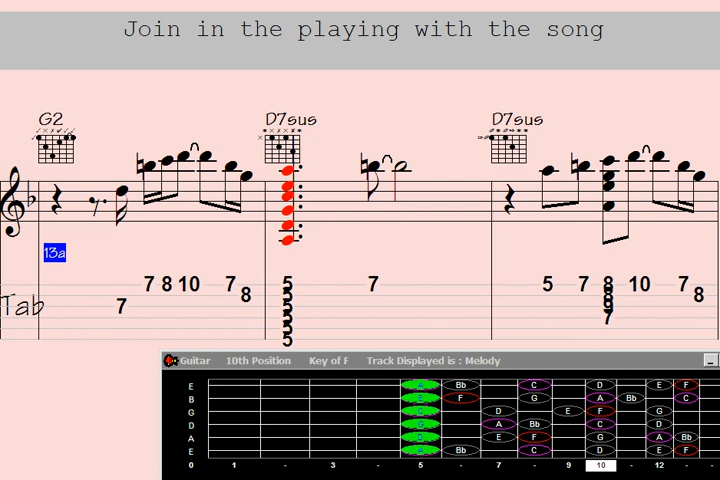 Join in the playing with the song
G2 D7sus D7sus
13a
7 8 10 7 5 7 5 7 8 10 7
Tab 7 8 5 8 8
5 9
5 7
5
5
Guitar 10th Position Key of F Track Displayed is : Melody
E Bb C D E F
B F G A Bb C
G D E F G
D A Bb C D
A E F G A Bb
E Bb C D E F
0 1 - 3 - 5 - 7 - 9 10 - 12 -